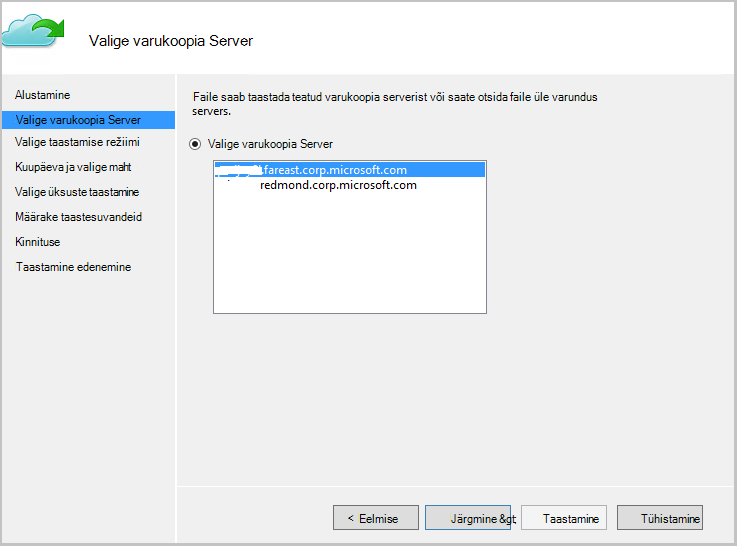 Valige varukoopia Server
Alustamine
Valige varukoopia Server
Valige taastamise režiimi
Kuupäeva ja valige maht
Valige üksuste taastamine
Määrake taastesuvandeid
Kinnituse
Taastamine edenemine
Faile saab taastada teatud varukoopia serverist või saate otsida faile üle varundus
servers.
Valige varukoopia Server
.fareast.corp.microsoft.com
redmond.corp.microsoft.com
< Eelmise
Järgmine &gt;
Taastamine
Tühistamine